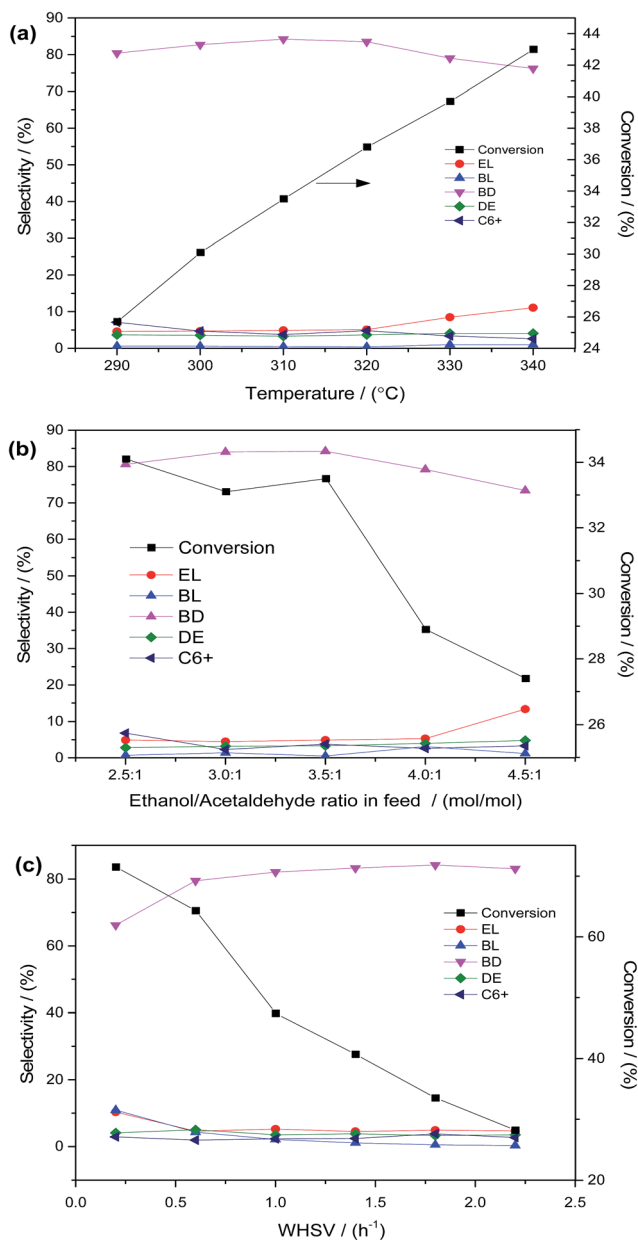 (a)
90
80
70
60
50
40
30
20
10
0
Selectivity / (%)
44
42
40
38
36
34
32
30
28
26
24
Conversion / (%)
Conversion
EL
BL
BD
DE
C6+
290 300 310 320 330 340
Temperature / (°C)
(b)
90
80
70
60
50
40
30
20
10
0
Selectivity / (%)
34
32
30
28
26
Conversion / (%)
Conversion
EL
BL
BD
DE
C6+
2.5:1 3.0:1 3.5:1 4.0:1 4.5:1
Ethanol/Acetaldehyde ratio in feed / (mol/mol)
(c)
80
60
40
20
0
Selectivity / (%)
60
40
20
Conversion / (%)
Conversion
EL
BL
BD
DE
C6+
0.0 0.5 1.0 1.5 2.0 2.5
WHSV / (h⁻¹)